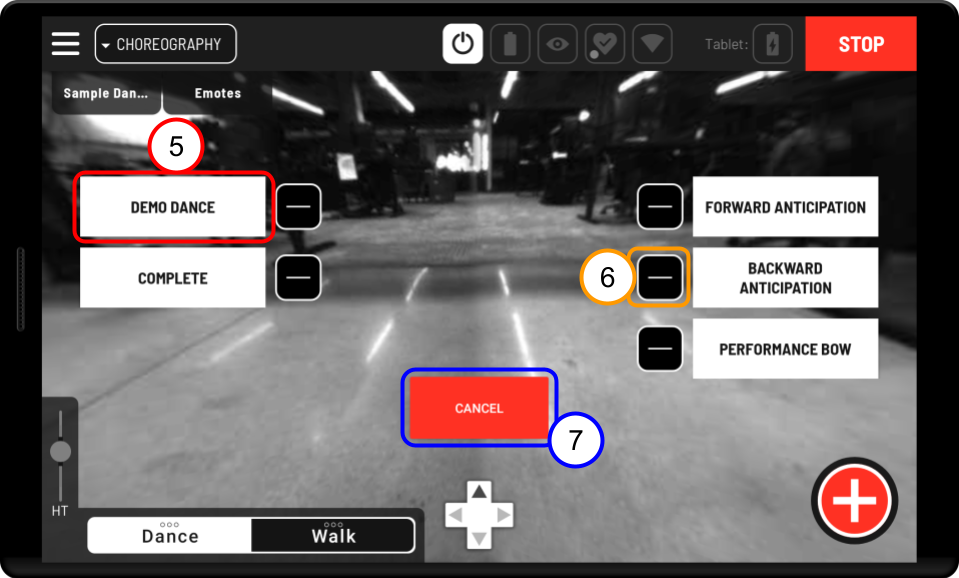 CHOREOGRAPHY
Tablet:
STOP
Sample Dan...
Emotes
5
DEMO DANCE
FORWARD ANTICIPATION
COMPLETE
6
BACKWARD
ANTICIPATION
PERFORMANCE BOW
CANCEL
7
HT
Dance
Walk